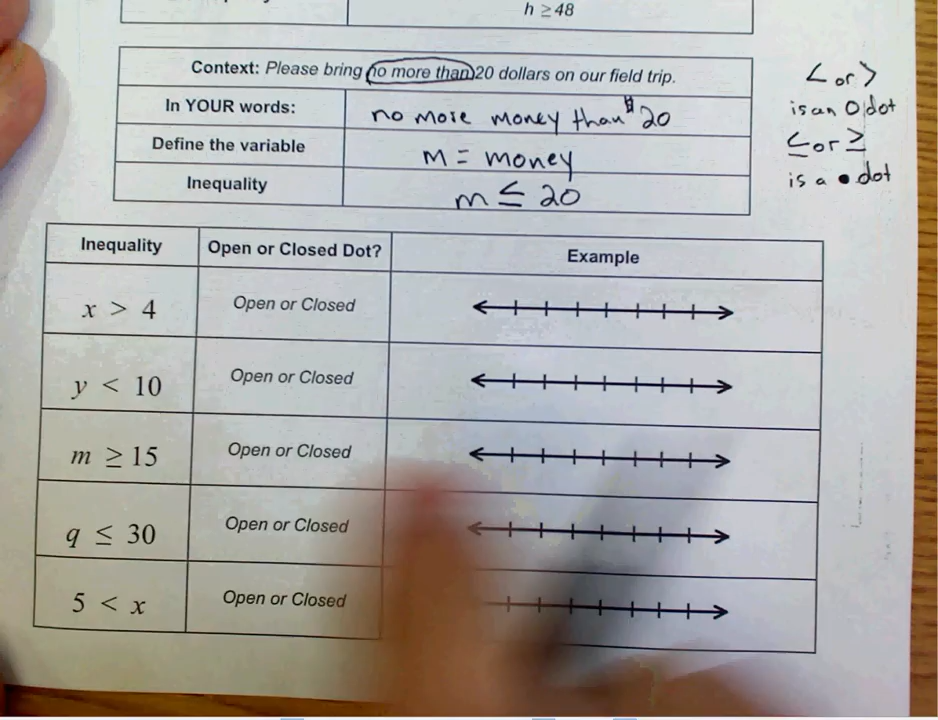 h ≥ 48
Context: Please bring no more than 20 dollars on our field trip.
In YOUR words: no more money than $20
Define the variable m = money
Inequality m ≤ 20
< or >
is an O dot
≤ or ≥
is a ● dot
Inequality Open or Closed Dot? Example
x > 4 Open or Closed
y < 10 Open or Closed
m ≥ 15 Open or Closed
q ≤ 30 Open or Closed
5 < x Open or Closed